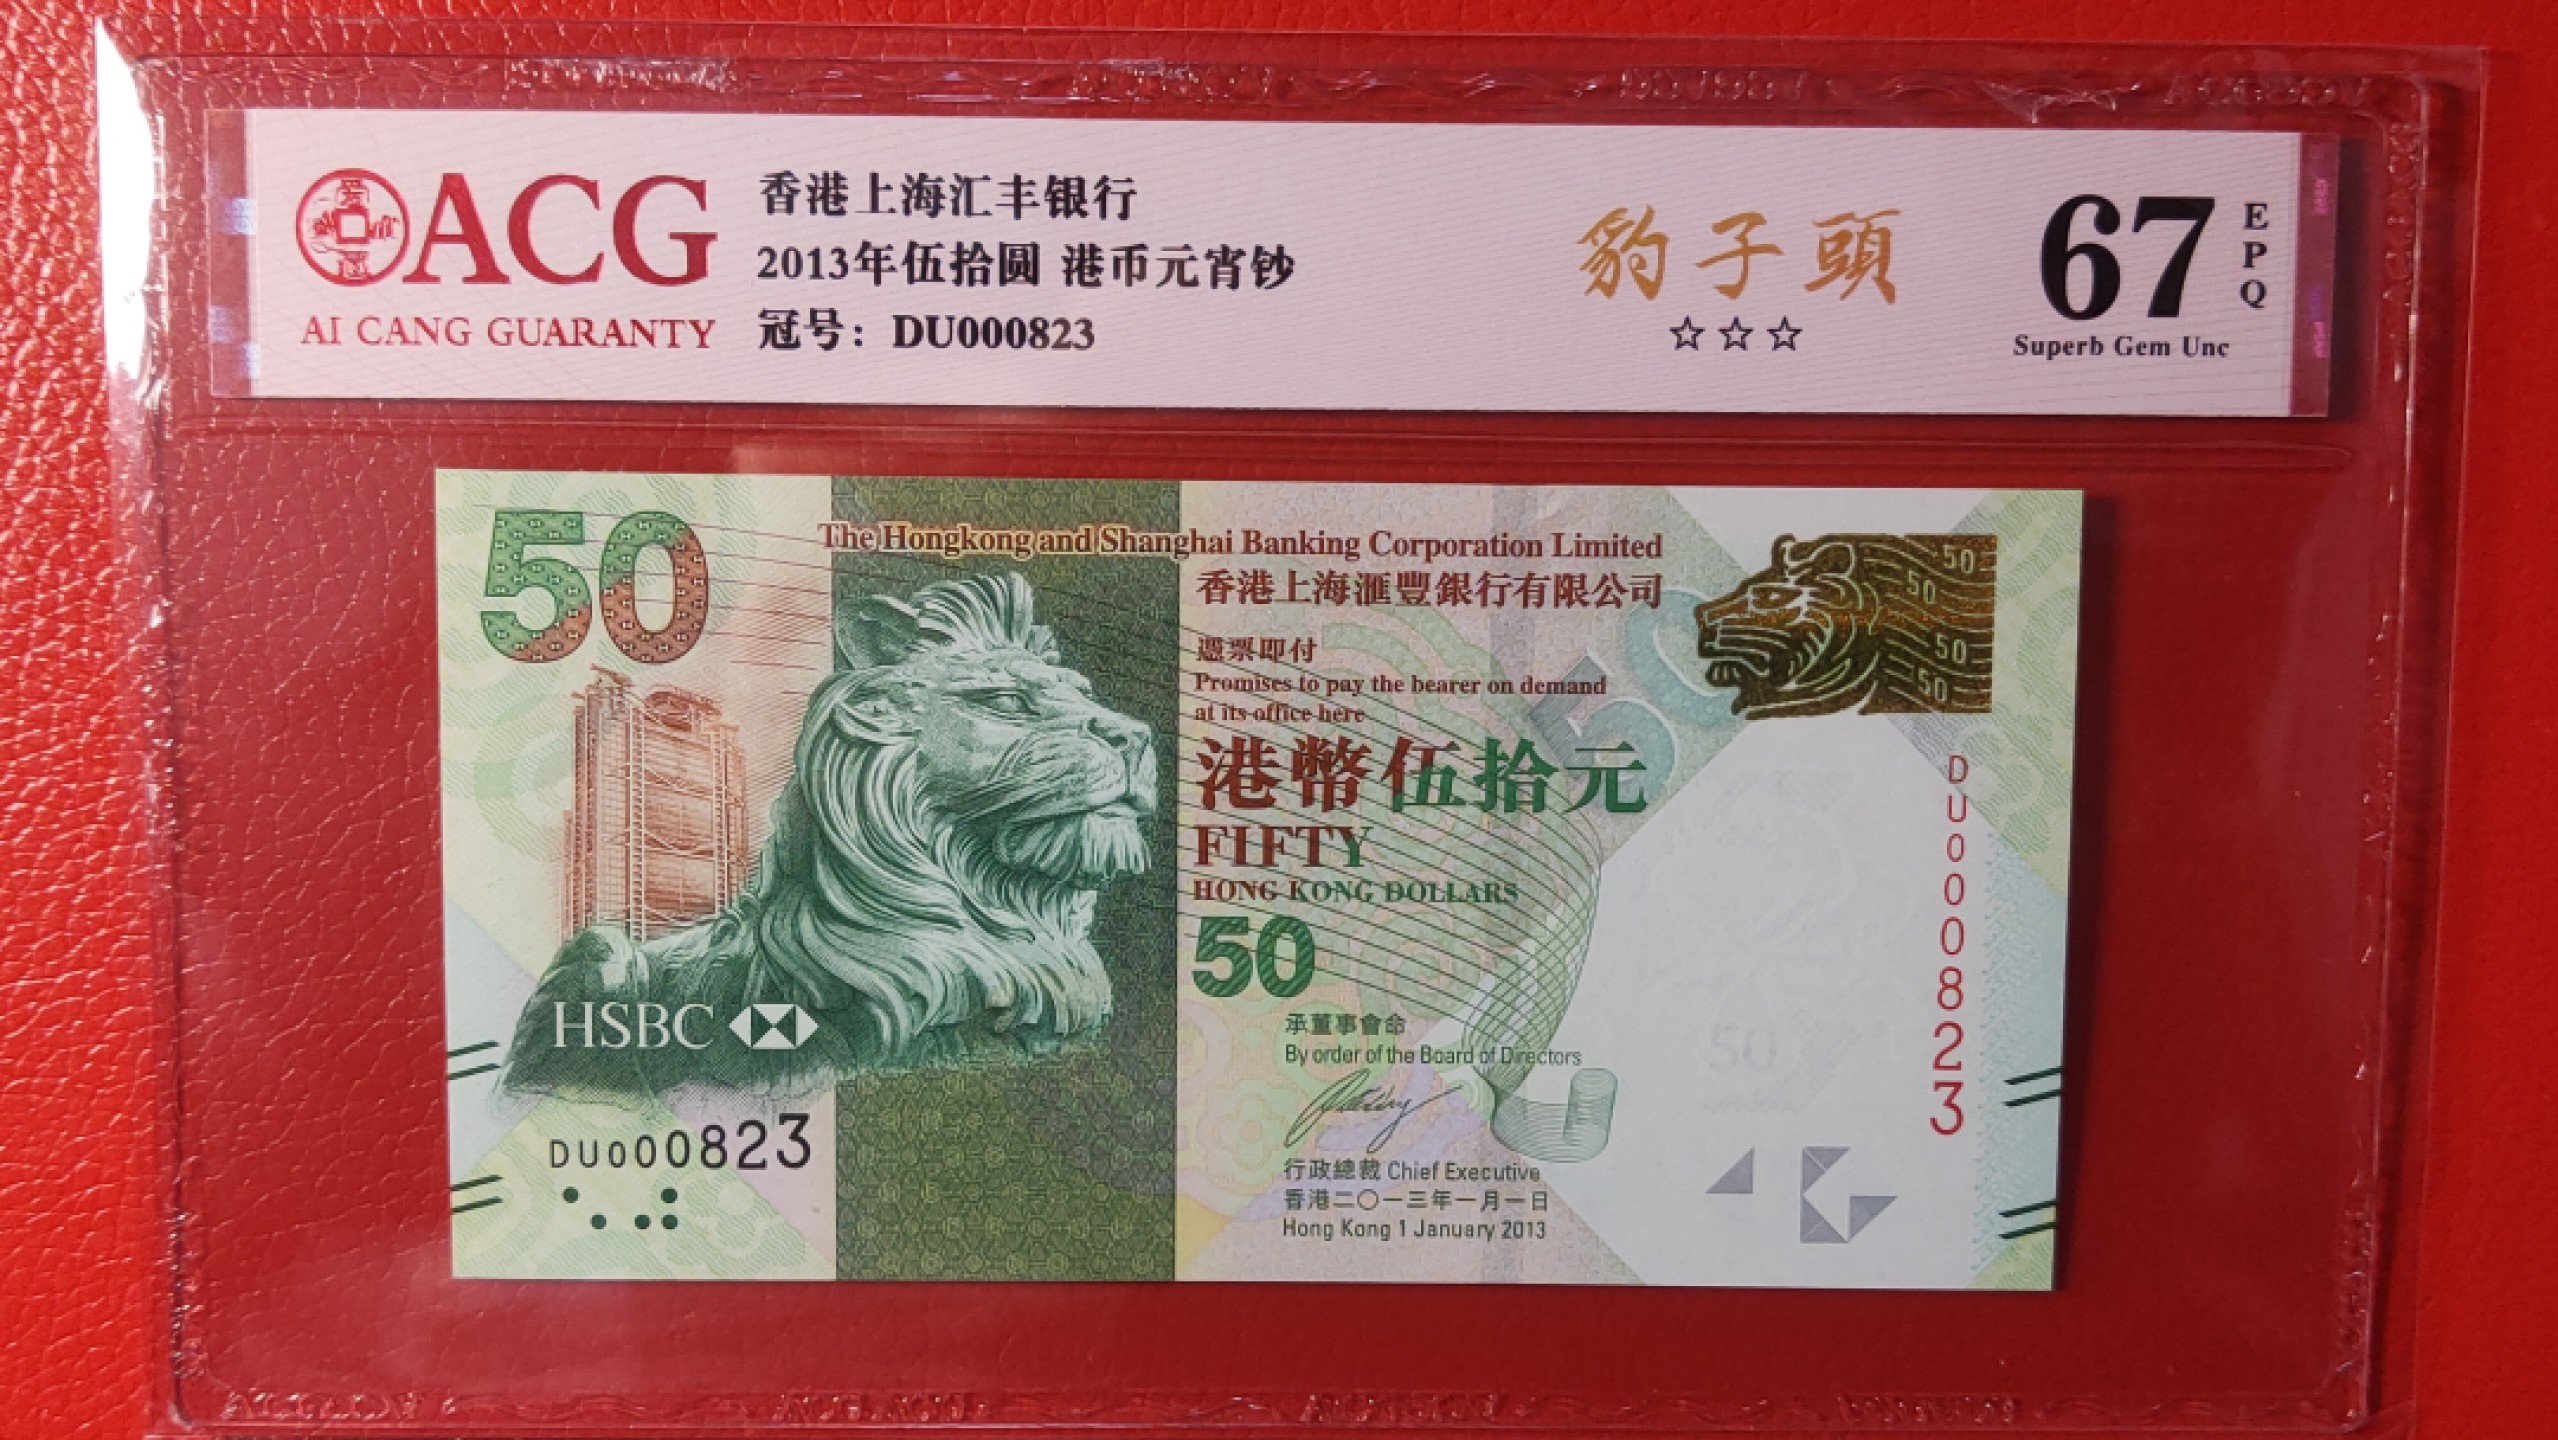 ACG
AI CANG GUARANTY
香港上海汇丰银行
2013年伍拾圆 港币元宵钞
冠号：DU000823
豹子頭
☆☆☆
67
EPQ
Superb Gem Unc
50
The Hongkong and Shanghai Banking Corporation Limited
香港上海滙豐銀行有限公司
憑票即付
Promises to pay the bearer on demand
at its office here
港幣伍拾元
FIFTY
HONG KONG DOLLARS
50
承董事會命
By order of the Board of Directors
行政總裁 Chief Executive
香港二〇一三年一月一日
Hong Kong 1 January 2013
HSBC
DU000823
50
50
50
50
DU000823
50